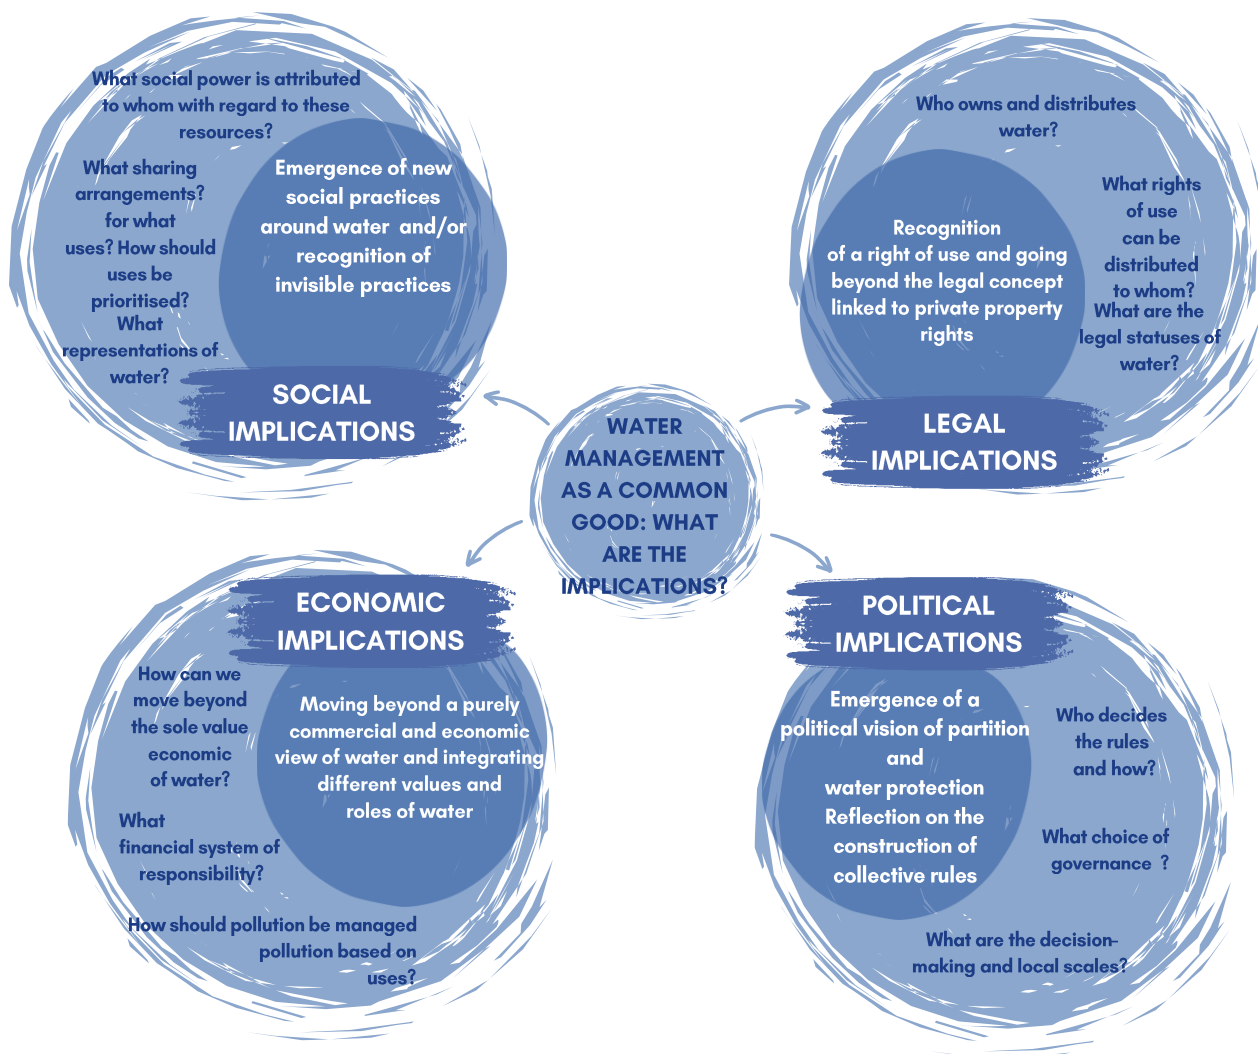 What social power is attributed
to whom with regard to these
resources?
What sharing
arrangements?
for what
uses? How should
uses be
prioritised?
What
representations of
water?
Emergence of new
social practices
around water and/or
recognition of
invisible practices
SOCIAL
IMPLICATIONS
Who owns and distributes
water?
What rights
of use
can be
distributed
to whom?
What are the
legal statuses of
water?
Recognition
of a right of use and going
beyond the legal concept
linked to private property
rights
LEGAL
IMPLICATIONS
WATER
MANAGEMENT
AS A COMMON
GOOD: WHAT
ARE THE
IMPLICATIONS?
ECONOMIC
IMPLICATIONS
How can we
move beyond
the sole value
economic
of water?
What
financial system of
responsibility?
How should pollution be managed
pollution based on
uses?
Moving beyond a purely
commercial and economic
view of water and integrating
different values and
roles of water
POLITICAL
IMPLICATIONS
Emergence of a
political vision of partition
and
water protection
Reflection on the
construction of
collective rules
Who decides
the rules
and how?
What choice of
governance ?
What are the decision-
making and local scales?